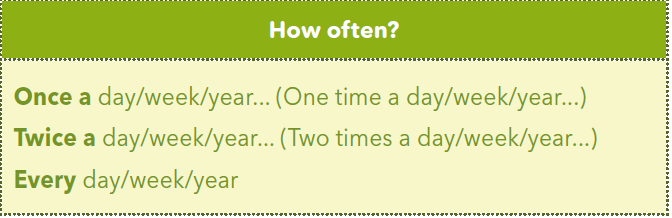 How often?
Once a day/week/year... (One time a day/week/year...)
Twice a day/week/year... (Two times a day/week/year...)
Every day/week/year